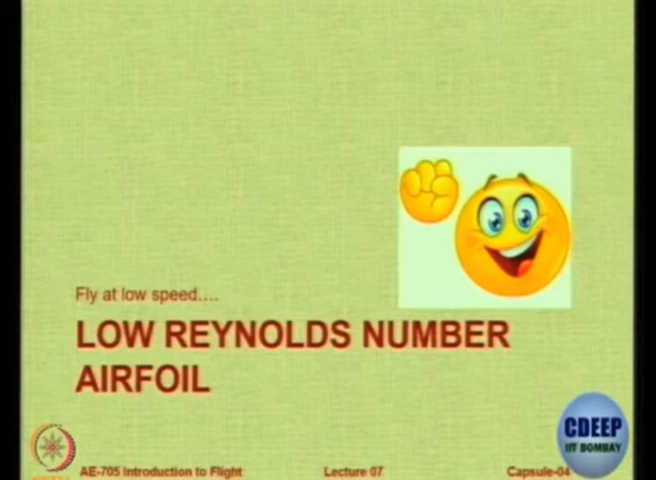 Fly at low speed....
LOW REYNOLDS NUMBER
AIRFOIL
CDEEP
IIT BOMBAY
AE-705 Introduction to Flight
Lecture 07
Capsule-04